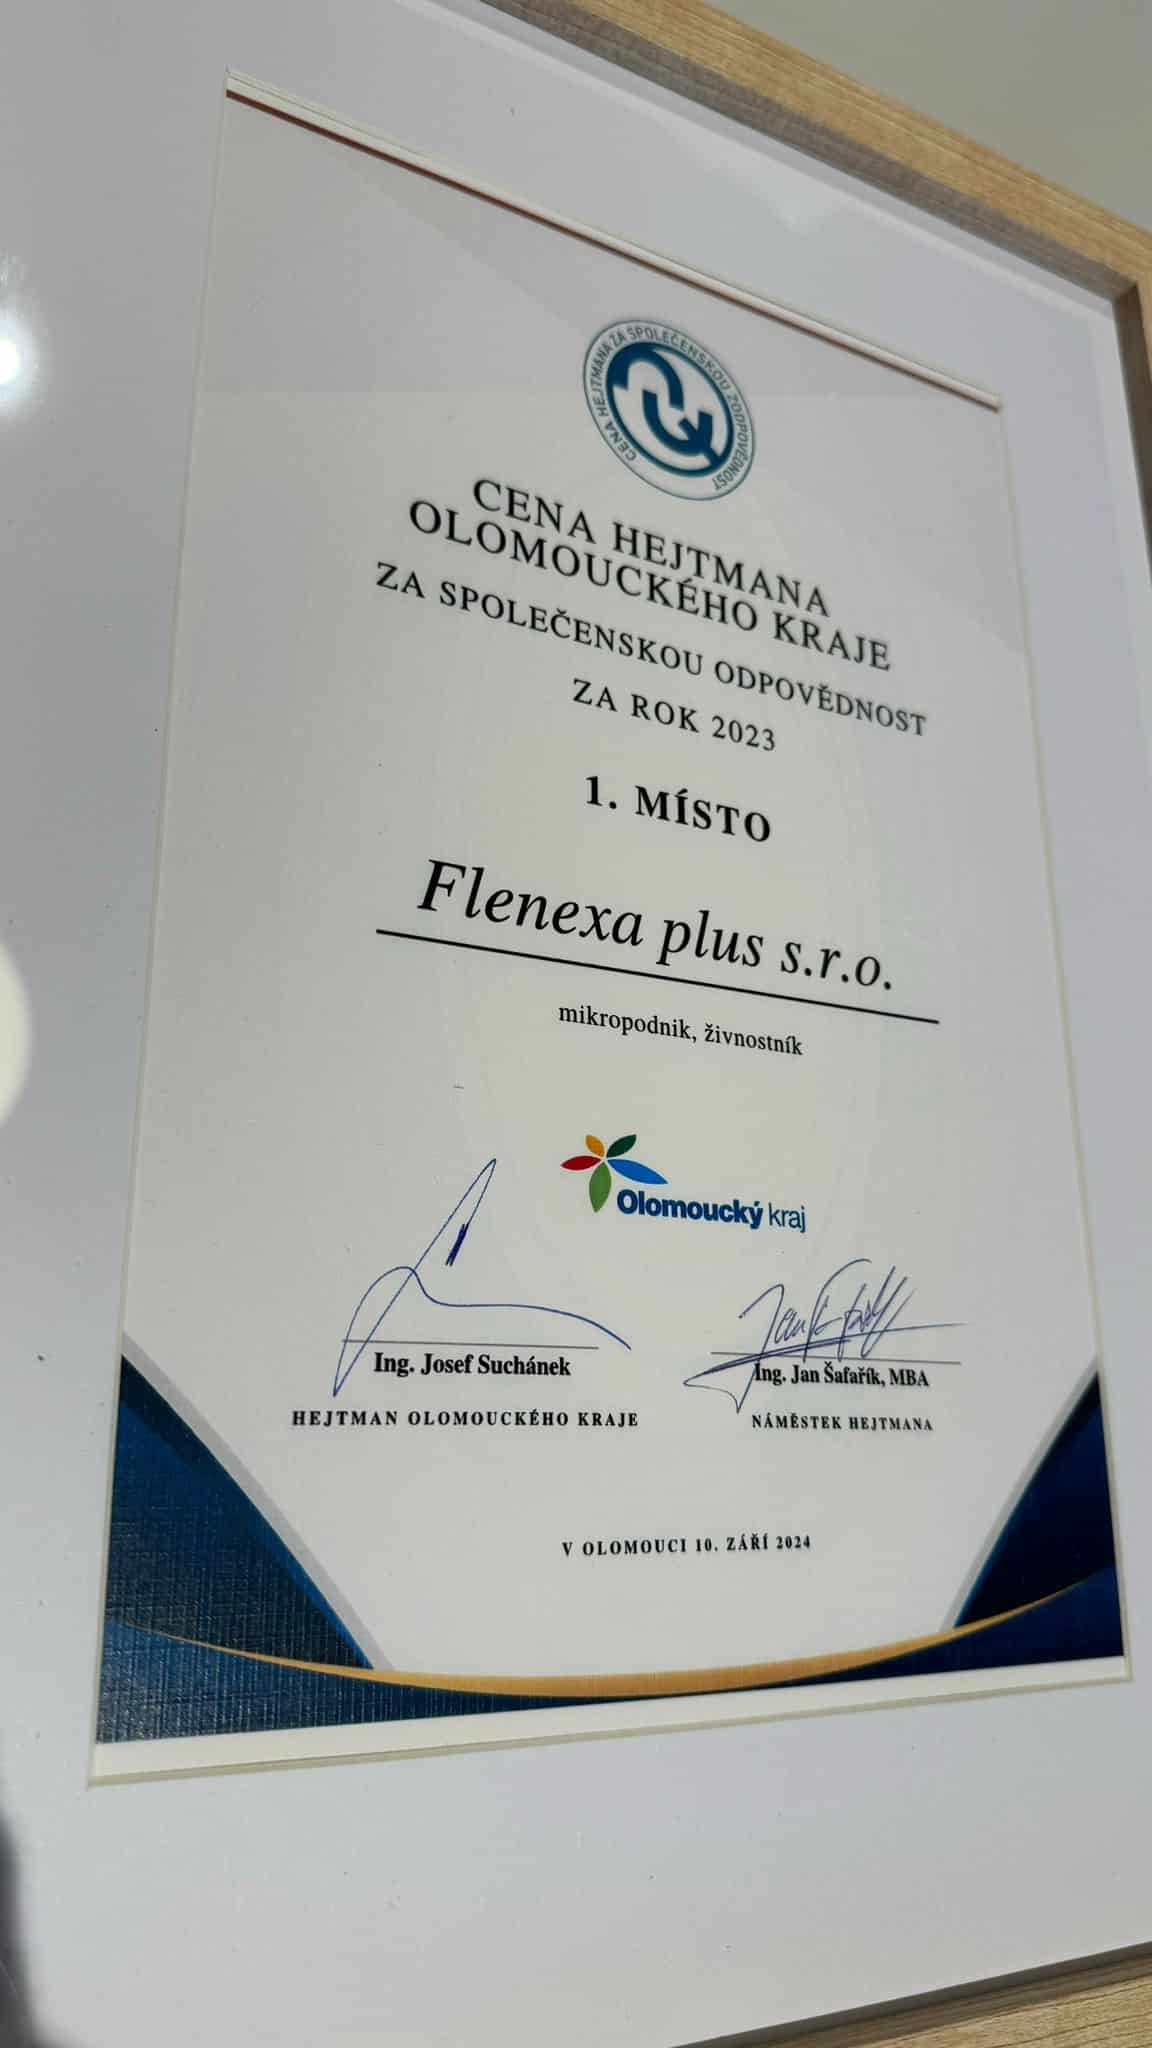 CENA HEJTMANA ZA SPOLEČENSKOU ZODPOVĚDNOST
CENA HEJTMANA
OLOMOUCKÉHO KRAJE
ZA SPOLEČENSKOU ODPOVĚDNOST
ZA ROK 2023
1. MÍSTO
Flenexa plus s.r.o.
mikropodnik, živnostník
Olomoucký kraj
Ing. Josef Suchánek
HEJTMAN OLOMOUCKÉHO KRAJE
Ing. Jan Šafařík, MBA
NÁMĚSTEK HEJTMANA
V OLOMOUCI 10. ZÁŘÍ 2024